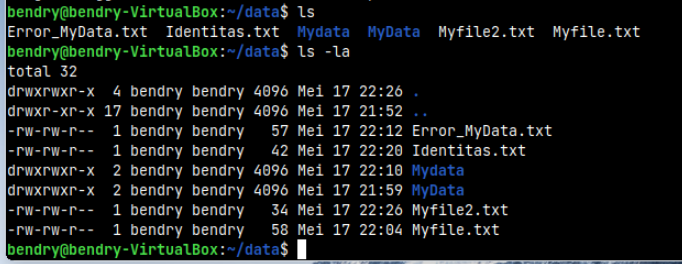 bendry@bendry-VirtualBox:~/data$ ls
Error_MyData.txt  Identitas.txt  Mydata  MyData  Myfile2.txt  Myfile.txt
bendry@bendry-VirtualBox:~/data$ ls -la
total 32
drwxrwxr-x  4 bendry bendry 4096 Mei 17 22:26 .
drwxr-xr-x 17 bendry bendry 4096 Mei 17 21:52 ..
-rw-rw-r--  1 bendry bendry   57 Mei 17 22:12 Error_MyData.txt
-rw-rw-r--  1 bendry bendry   42 Mei 17 22:20 Identitas.txt
drwxrwxr-x  2 bendry bendry 4096 Mei 17 22:10 Mydata
drwxrwxr-x  2 bendry bendry 4096 Mei 17 21:59 MyData
-rw-rw-r--  1 bendry bendry   34 Mei 17 22:26 Myfile2.txt
-rw-rw-r--  1 bendry bendry   58 Mei 17 22:04 Myfile.txt
bendry@bendry-VirtualBox:~/data$